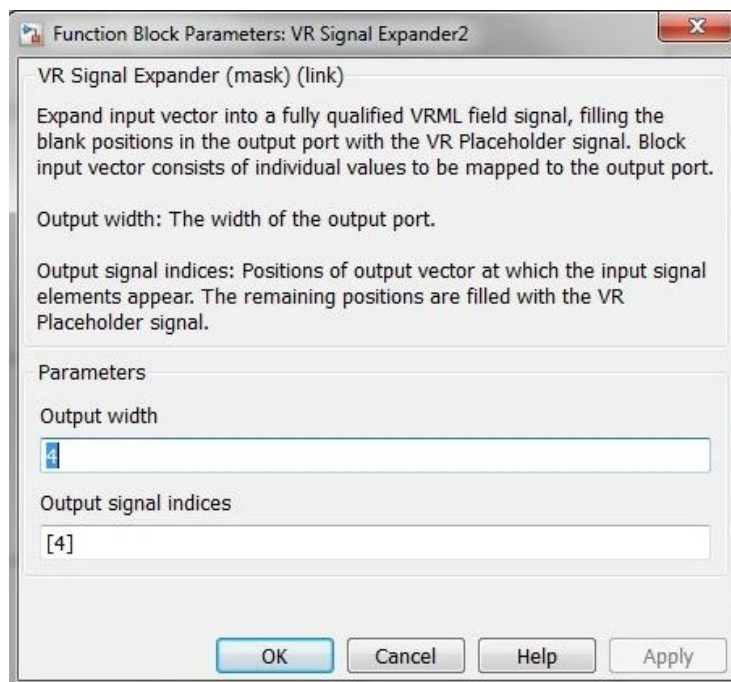 Function Block Parameters: VR Signal Expander2
VR Signal Expander (mask) (link)
Expand input vector into a fully qualified VRML field signal, filling the
blank positions in the output port with the VR Placeholder signal. Block
input vector consists of individual values to be mapped to the output port.
Output width: The width of the output port.
Output signal indices: Positions of output vector at which the input signal
elements appear. The remaining positions are filled with the VR
Placeholder signal.
Parameters
Output width
4
Output signal indices
[4]
OK Cancel Help Apply